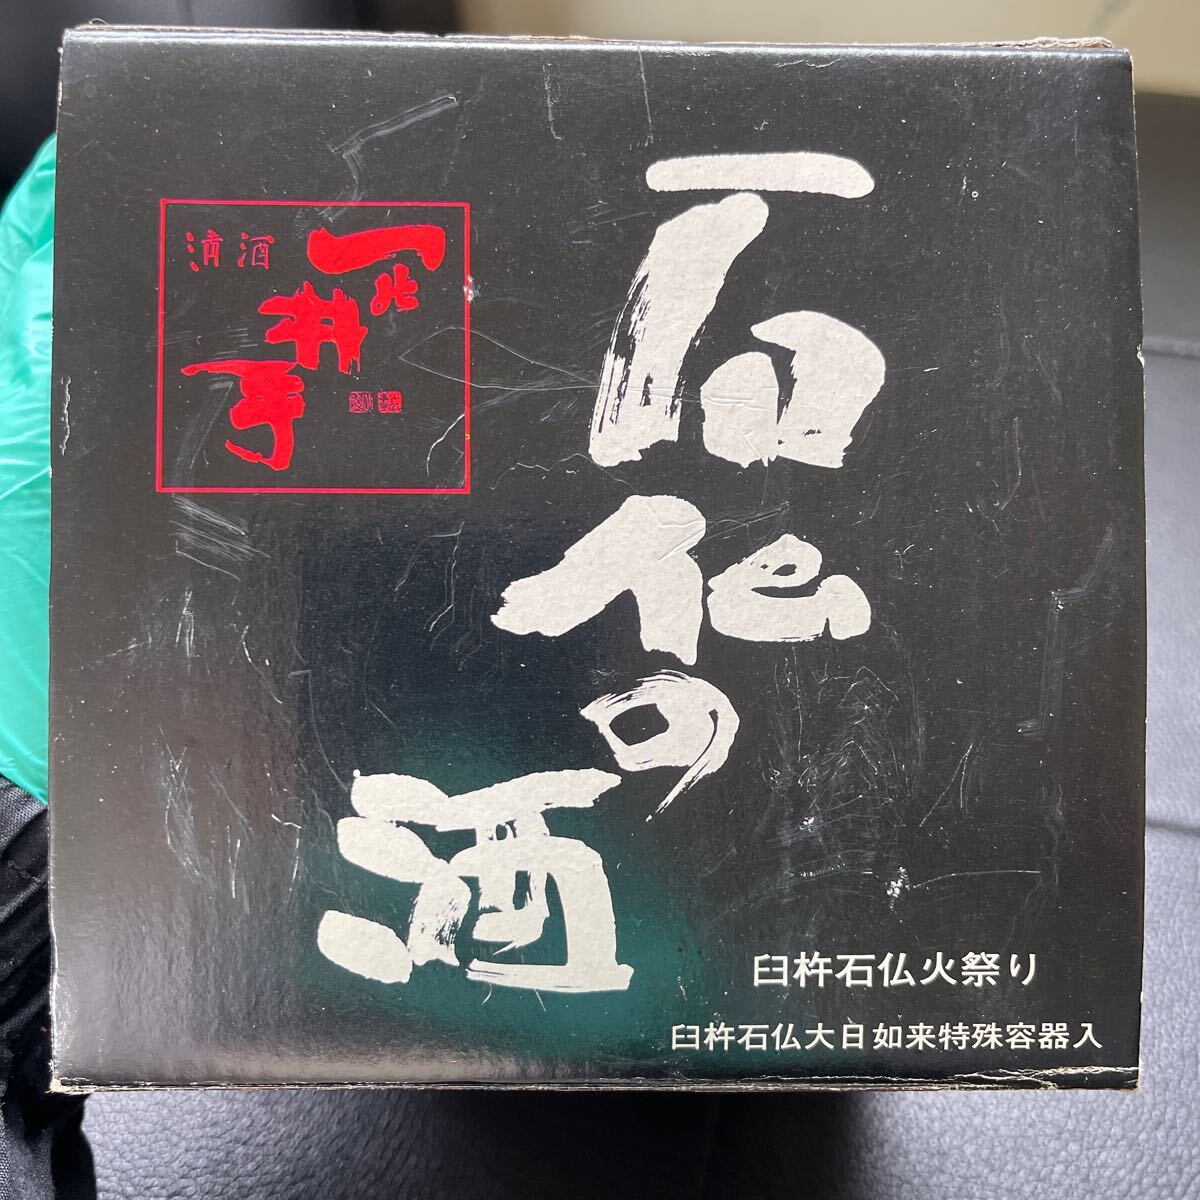 石仏の酒
清酒
一の井手
臼杵石仏火祭り
臼杵石仏大日如来特殊容器入